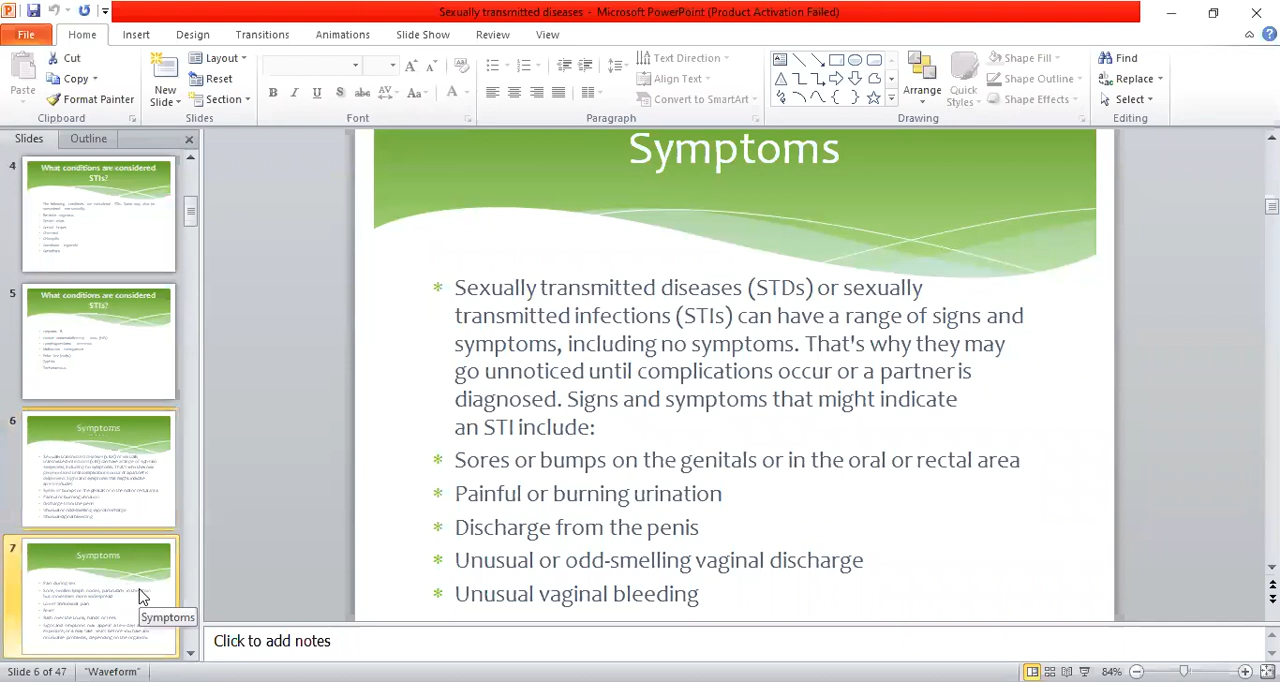 Sexually transmitted diseases - Microsoft PowerPoint (Product Activation Failed)
File Home Insert Design Transitions Animations Slide Show Review View
Paste
Cut
Copy
Format Painter
Clipboard
New
Slide
Layout
Reset
Section
Slides
B I U S abc AV Aa A
Font
Text Direction
Align Text
Convert to SmartArt
Paragraph
Arrange
Quick
Styles
Shape Fill
Shape Outline
Shape Effects
Drawing
Find
Replace
Select
Editing
Slides Outline
4
What conditions are considered
STIs?
5
What conditions are considered
STIs?
6
Symptoms
7
Symptoms
Symptoms
Symptoms
Sexually transmitted diseases (STDs) or sexually
transmitted infections (STIs) can have a range of signs and
symptoms, including no symptoms. That's why they may
go unnoticed until complications occur or a partner is
diagnosed. Signs and symptoms that might indicate
an STI include:
Sores or bumps on the genitals or in the oral or rectal area
Painful or burning urination
Discharge from the penis
Unusual or odd-smelling vaginal discharge
Unusual vaginal bleeding
Click to add notes
Slide 6 of 47 "Waveform" 84%